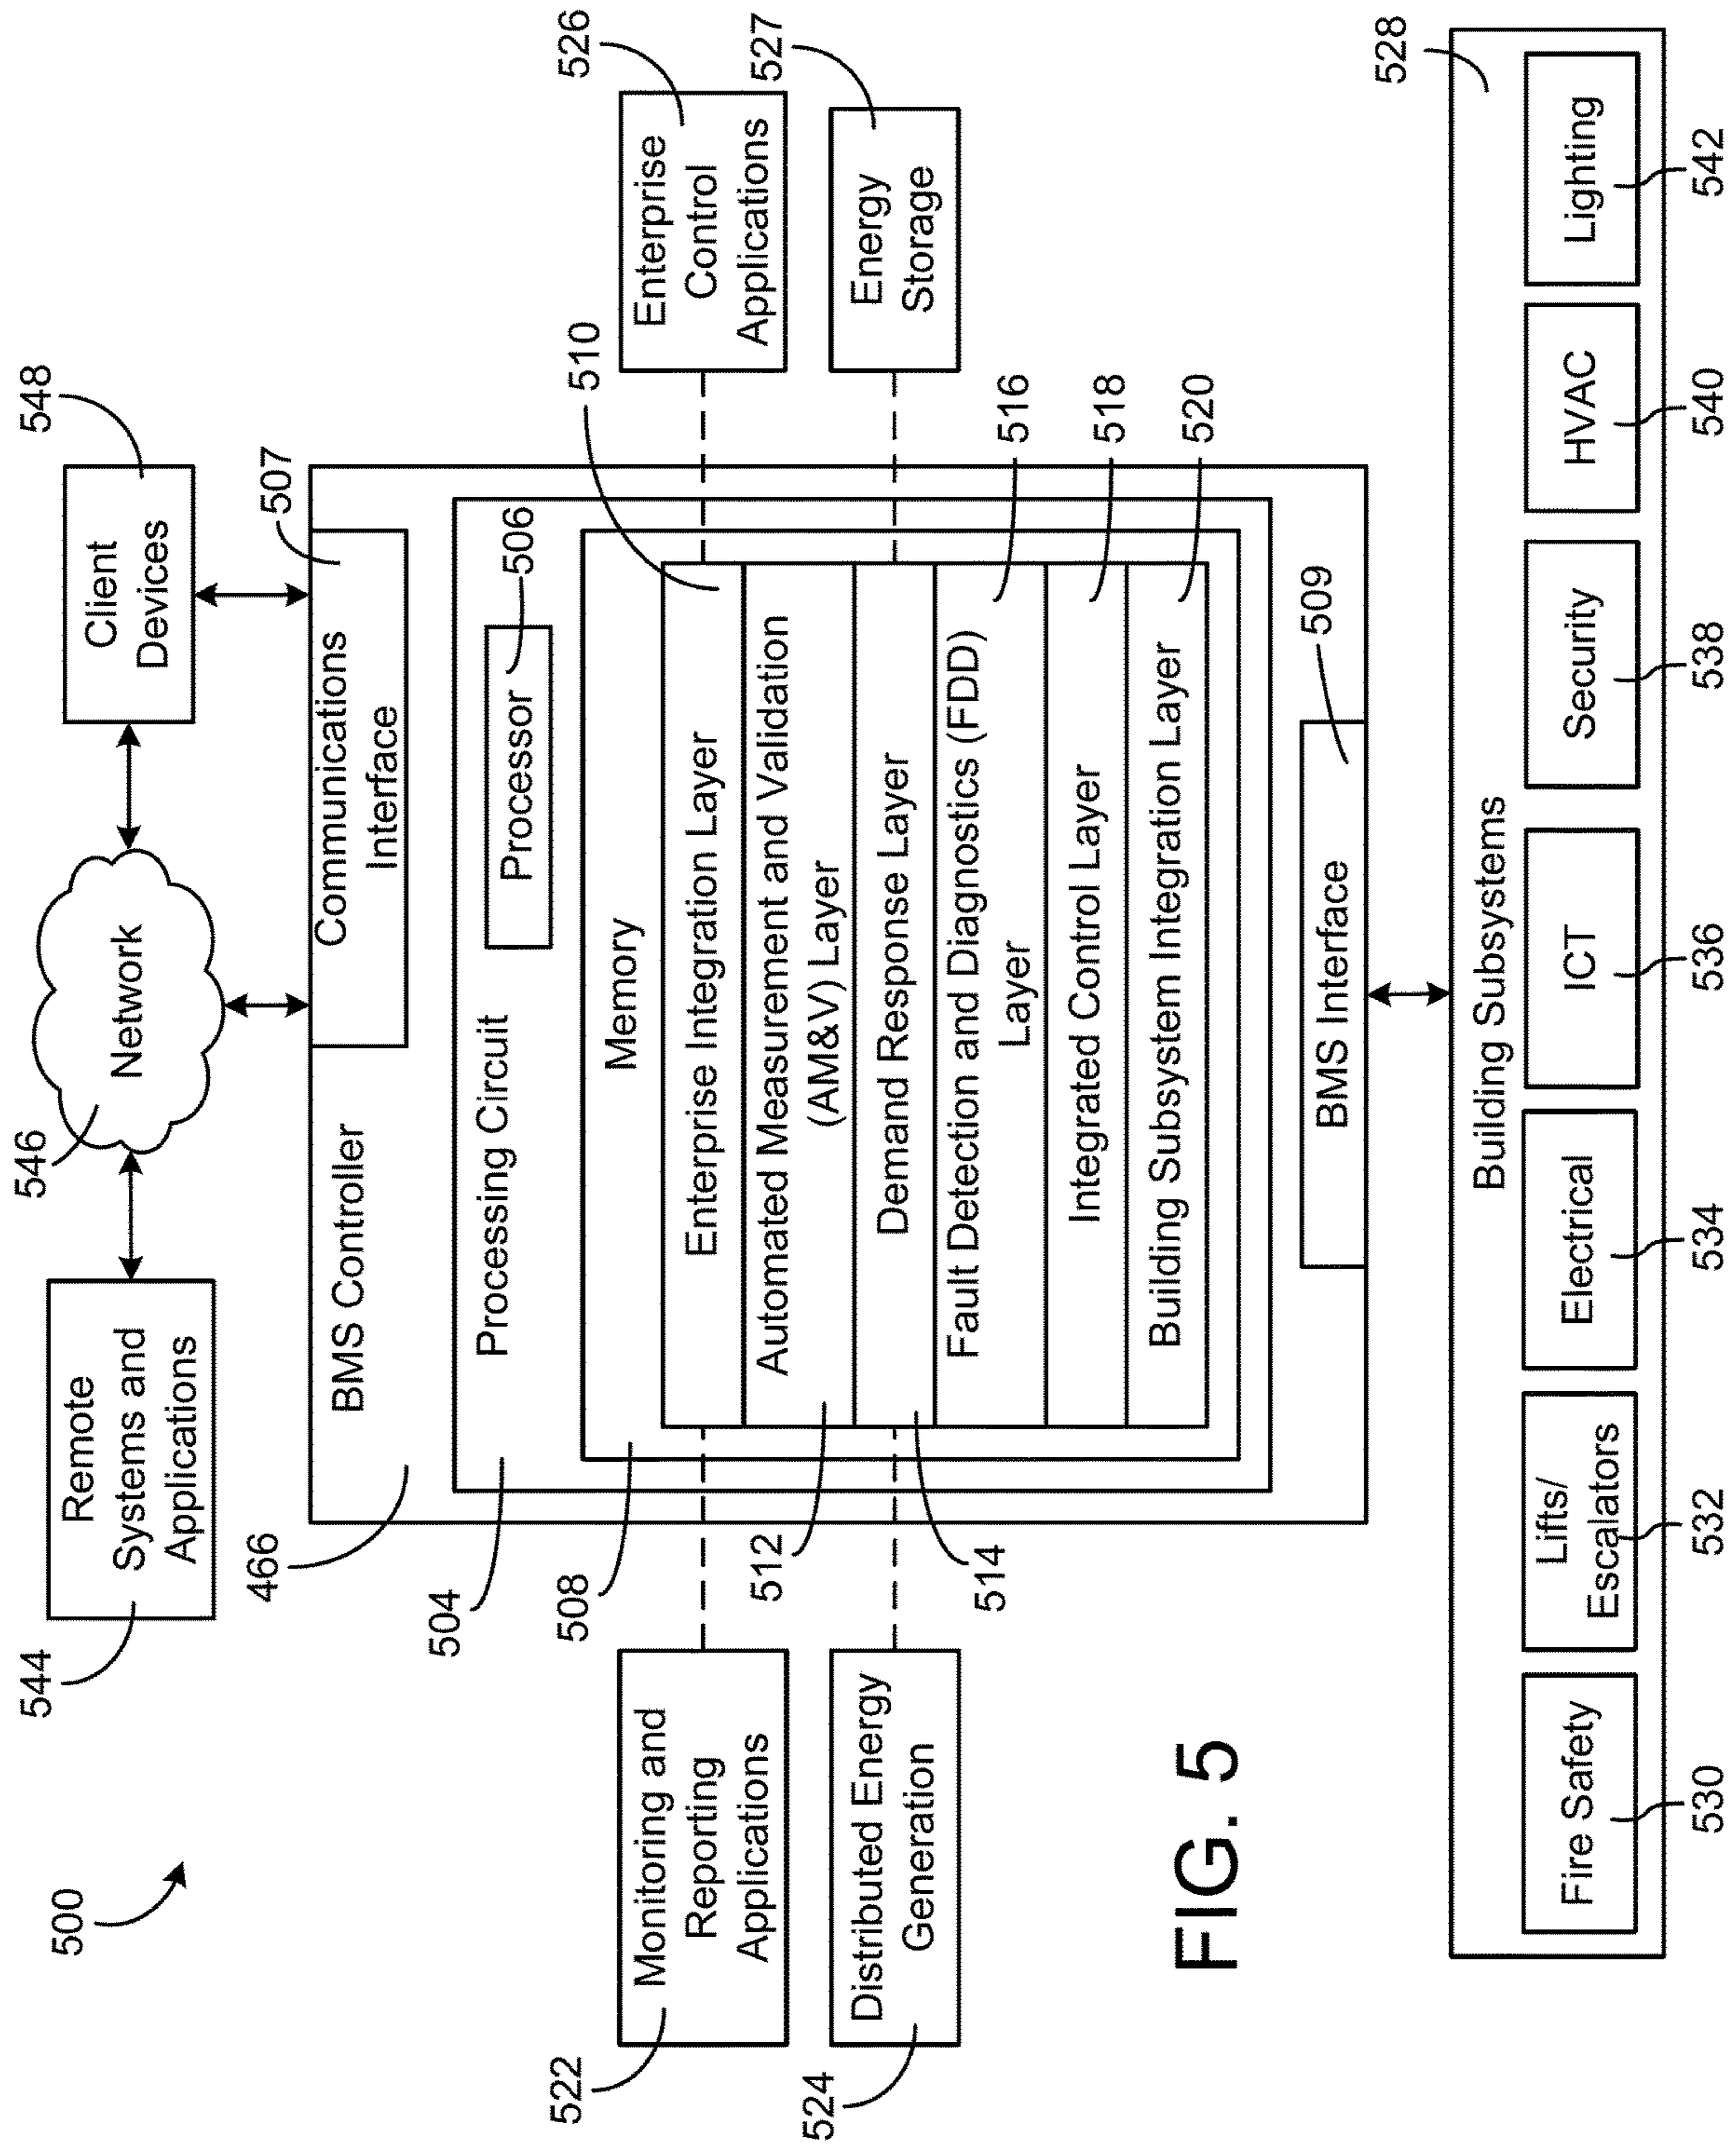 500
544
Remote
Systems and
Applications
546
Network
548
Client
Devices
466
BMS Controller
507
Communications
Interface
504
Processing Circuit
506
Processor
508
Memory
510
Enterprise Integration Layer
512
Automated Measurement and Validation
(AM&V) Layer
514
Demand Response Layer
516
Fault Detection and Diagnostics (FDD)
Layer
518
Integrated Control Layer
520
Building Subsystem Integration Layer
522
Monitoring and
Reporting
Applications
524
Distributed Energy
Generation
526
Enterprise
Control
Applications
527
Energy
Storage
509
BMS Interface
528
Building Subsystems
Fire Safety
530
Lifts/
Escalators
532
Electrical
534
ICT
536
Security
538
HVAC
540
Lighting
542
FIG. 5